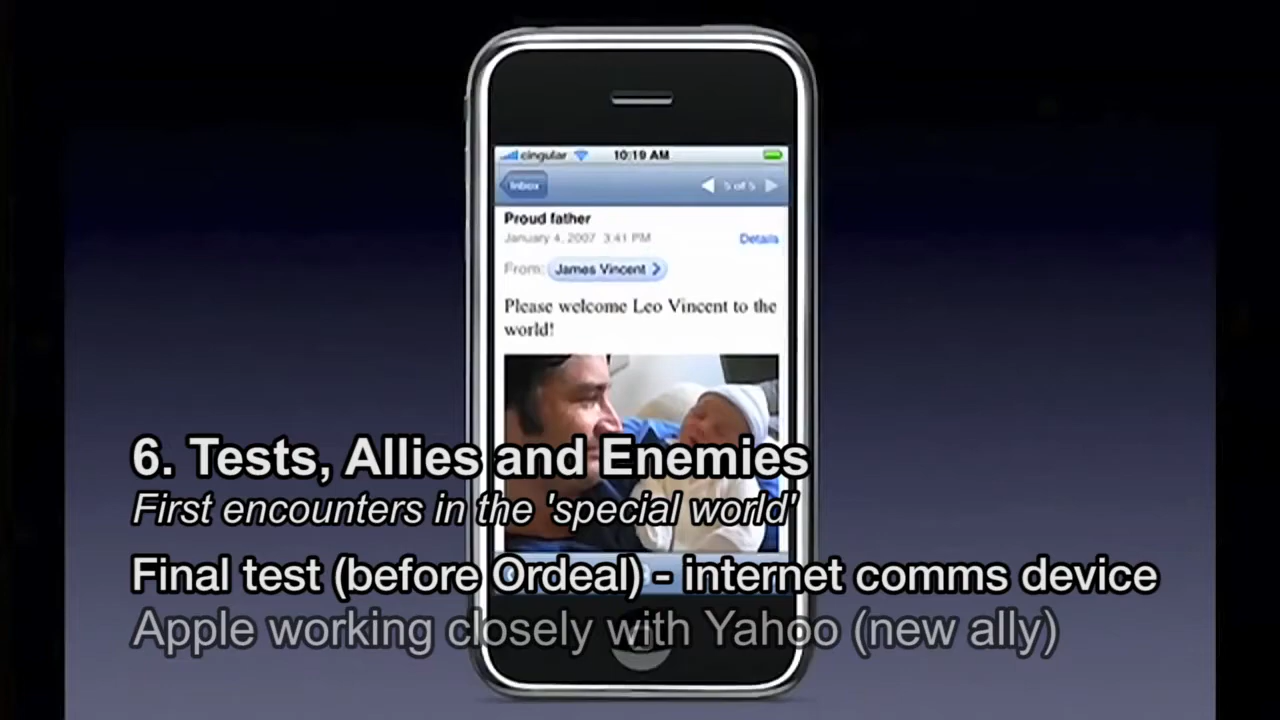 cingular 10:19 AM
Inbox 5 of 5
Proud father
January 4, 2007 3:41 PM Details
From: James Vincent
Please welcome Leo Vincent to the
world!
6. Tests, Allies and Enemies
First encounters in the 'special world'
Final test (before Ordeal) - internet comms device
Apple working closely with Yahoo (new ally)